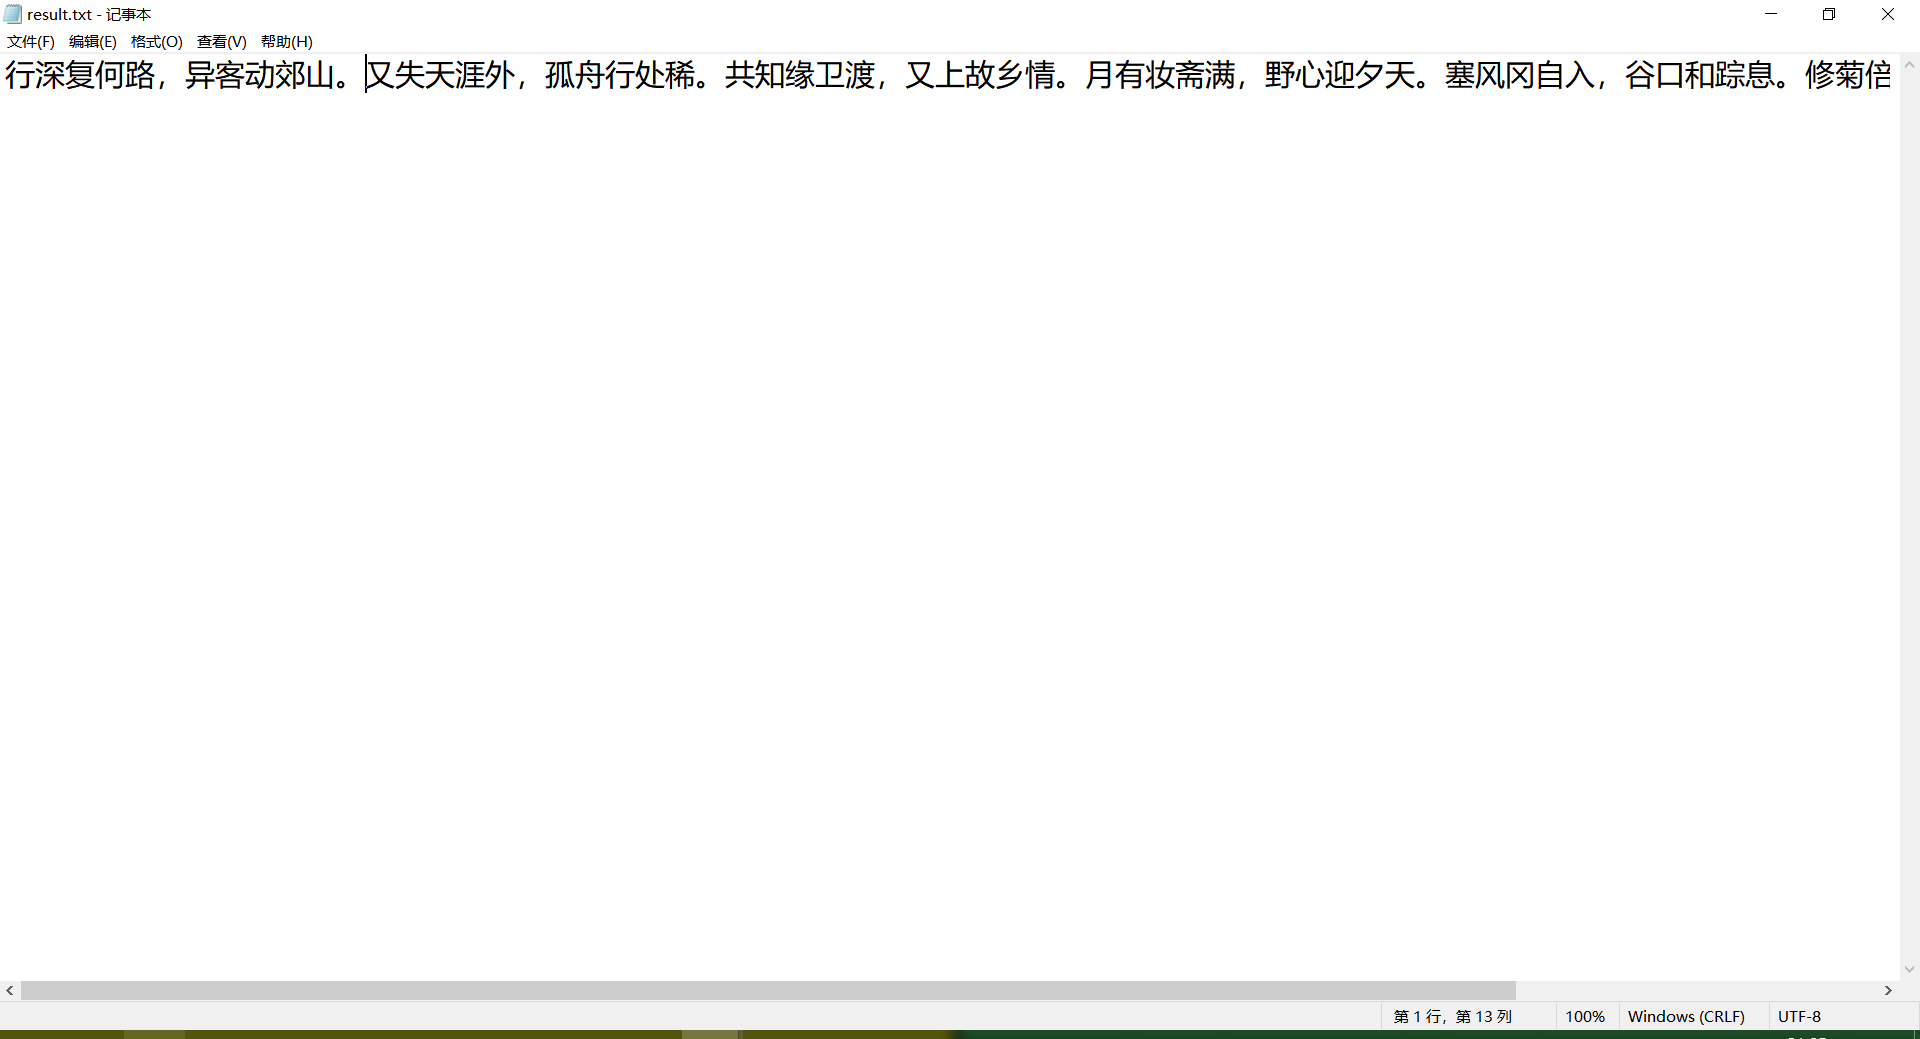 result.txt - 记事本
文件(F) 编辑(E) 格式(O) 查看(V) 帮助(H)
行深复何路，异客动郊山。又失天涯外，孤舟行处稀。共知缘卫渡，又上故乡情。月有妆斋满，野心迎夕天。塞风冈自入，谷口和踪息。修菊倍
第 1 行，第 13 列 100% Windows (CRLF) UTF-8